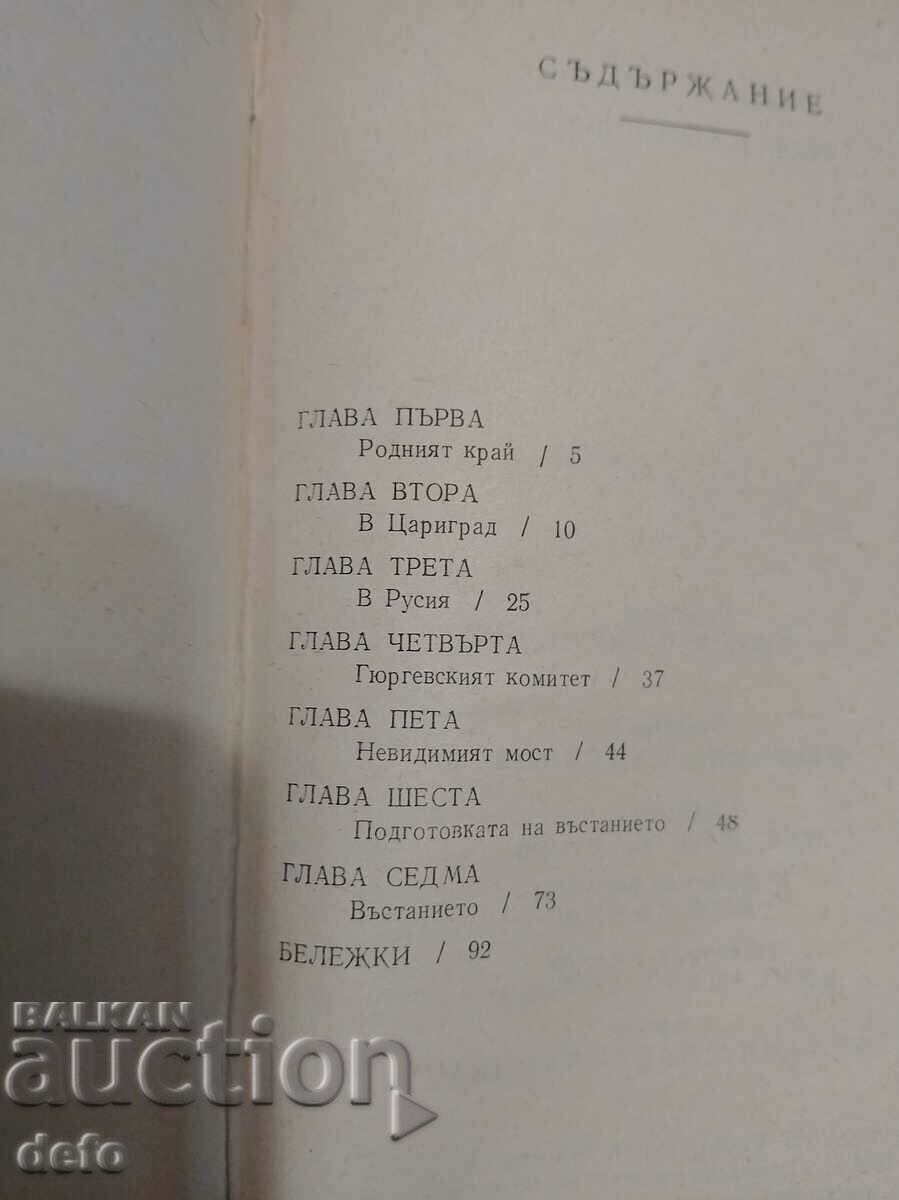 СЪДЪРЖАНИЕ
ГЛАВА ПЪРВА
Родният край / 5
ГЛАВА ВТОРА
В Цариград / 10
ГЛАВА ТРЕТА
В Русия / 25
ГЛАВА ЧЕТВЪРТА
Гюргевският комитет / 37
ГЛАВА ПЕТА
Невидимият мост / 44
ГЛАВА ШЕСТА
Подготовката на въстанието / 48
ГЛАВА СЕДМА
Въстанието / 73
БЕЛЕЖКИ / 92
BALKAN
auction
defo